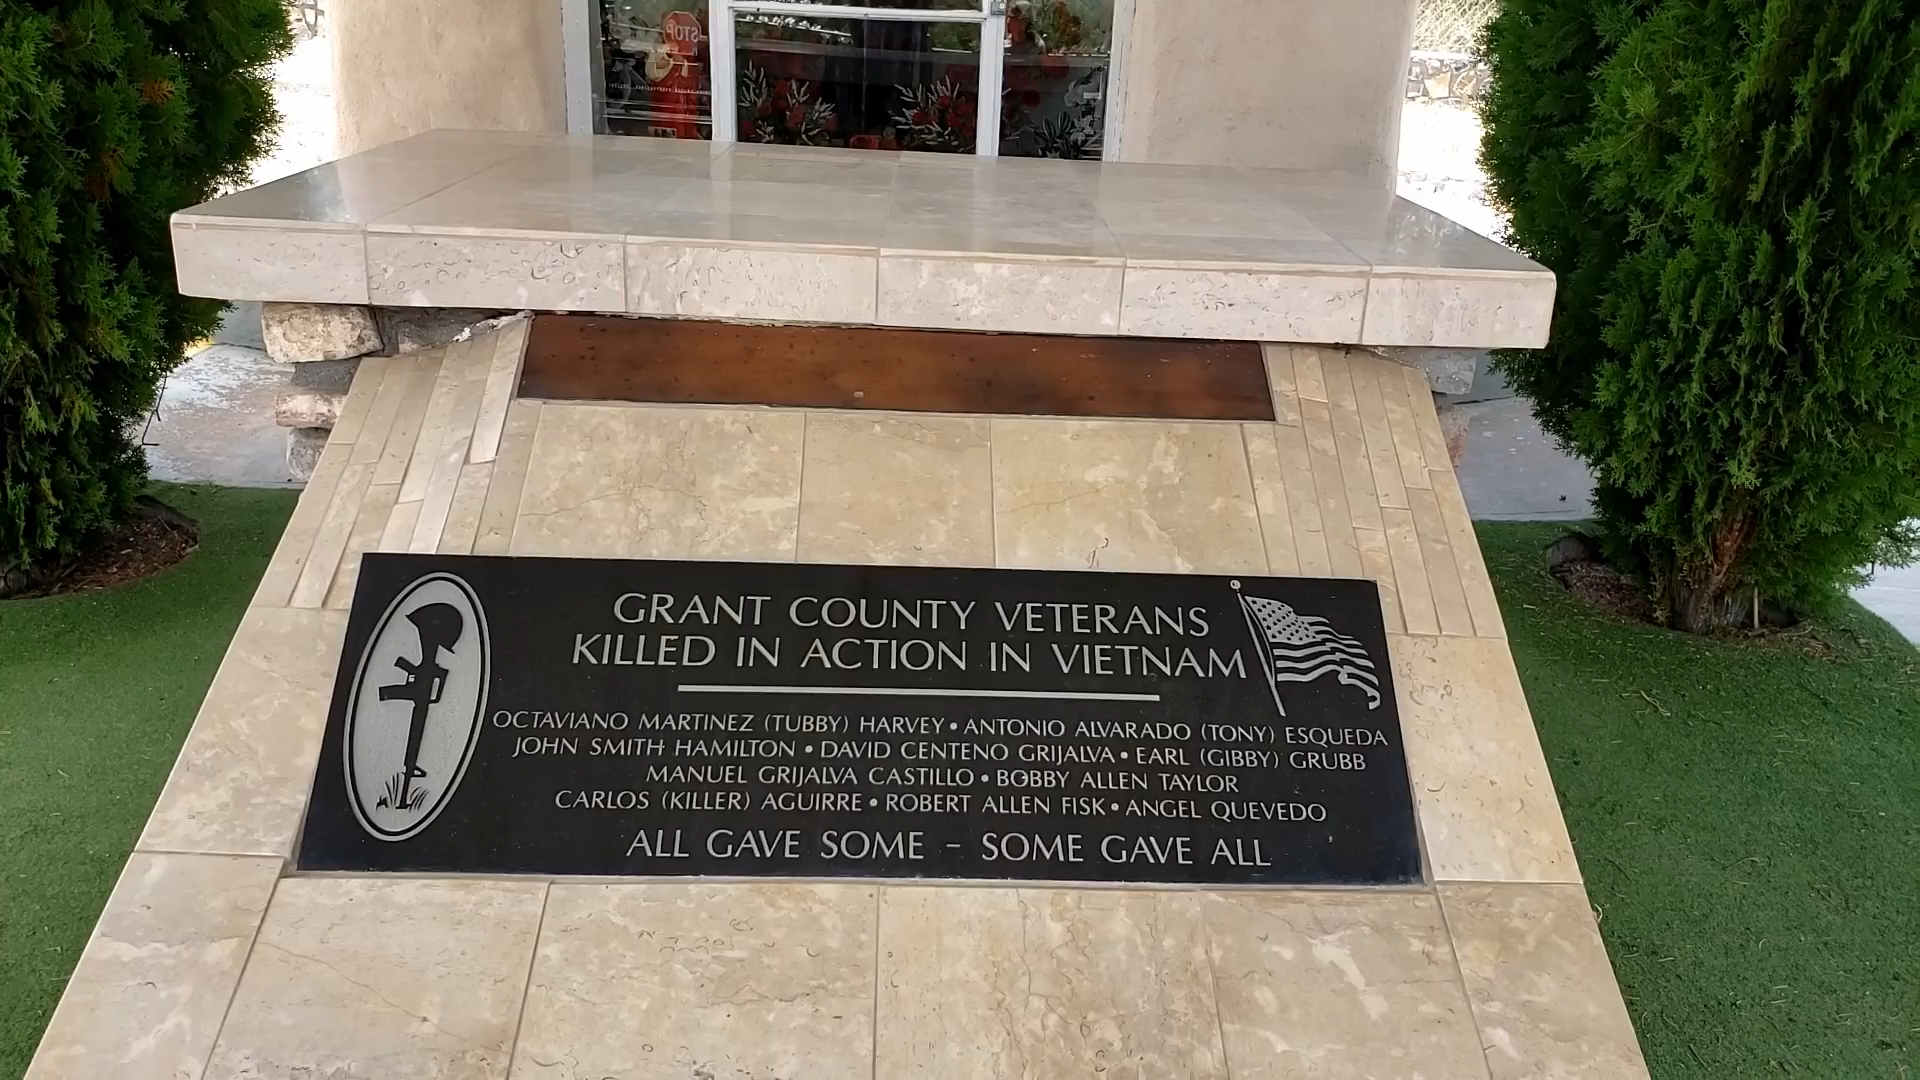 STOP
GRANT COUNTY VETERANS
KILLED IN ACTION IN VIETNAM
OCTAVIANO MARTINEZ (TUBBY) HARVEY • ANTONIO ALVARADO (TONY) ESQUEDA
JOHN SMITH HAMILTON • DAVID CENTENO GRIJALVA • EARL (GIBBY) GRUBB
MANUEL GRIJALVA CASTILLO • BOBBY ALLEN TAYLOR
CARLOS (KILLER) AGUIRRE • ROBERT ALLEN FISK • ANGEL QUEVEDO
ALL GAVE SOME - SOME GAVE ALL